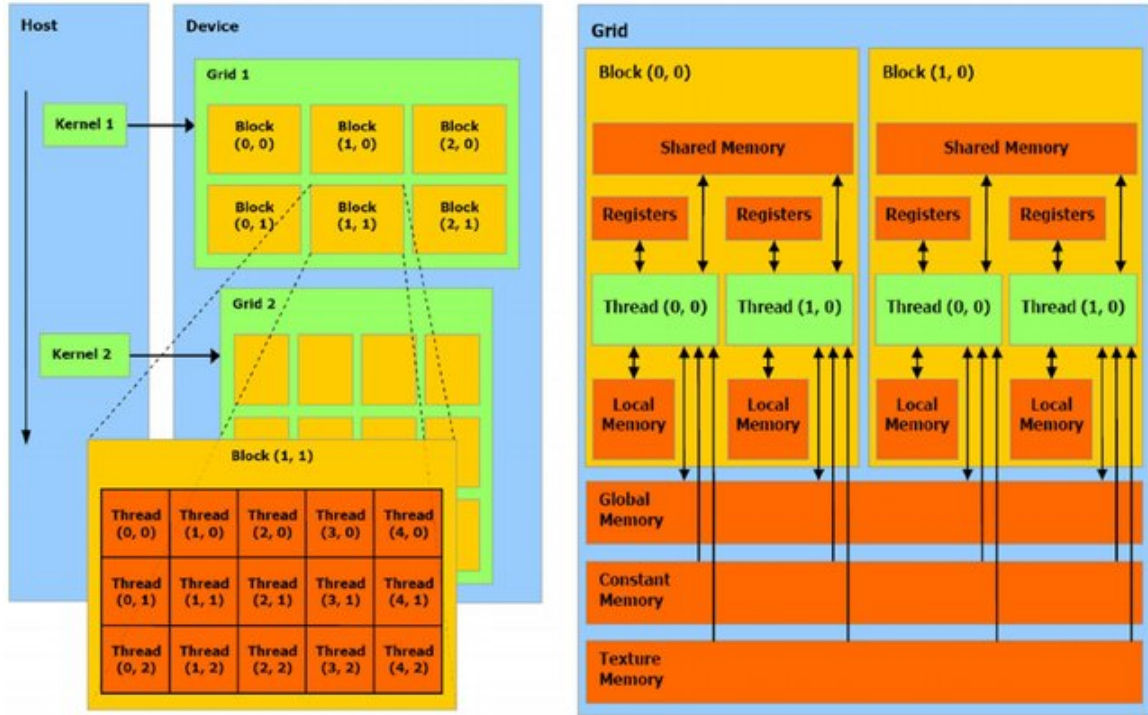 Host
Device
Grid 1
Kernel 1
Block
(0, 0)
Block
(1, 0)
Block
(2, 0)
Block
(0, 1)
Block
(1, 1)
Block
(2, 1)
Grid 2
Kernel 2
Block (1, 1)
Thread
(0, 0)
Thread
(1, 0)
Thread
(2, 0)
Thread
(3, 0)
Thread
(4, 0)
Thread
(0, 1)
Thread
(1, 1)
Thread
(2, 1)
Thread
(3, 1)
Thread
(4, 1)
Thread
(0, 2)
Thread
(1, 2)
Thread
(2, 2)
Thread
(3, 2)
Thread
(4, 2)
Grid
Block (0, 0)
Shared Memory
Registers
Registers
Thread (0, 0)
Thread (1, 0)
Local
Memory
Local
Memory
Block (1, 0)
Shared Memory
Registers
Registers
Thread (0, 0)
Thread (1, 0)
Local
Memory
Local
Memory
Global
Memory
Constant
Memory
Texture
Memory